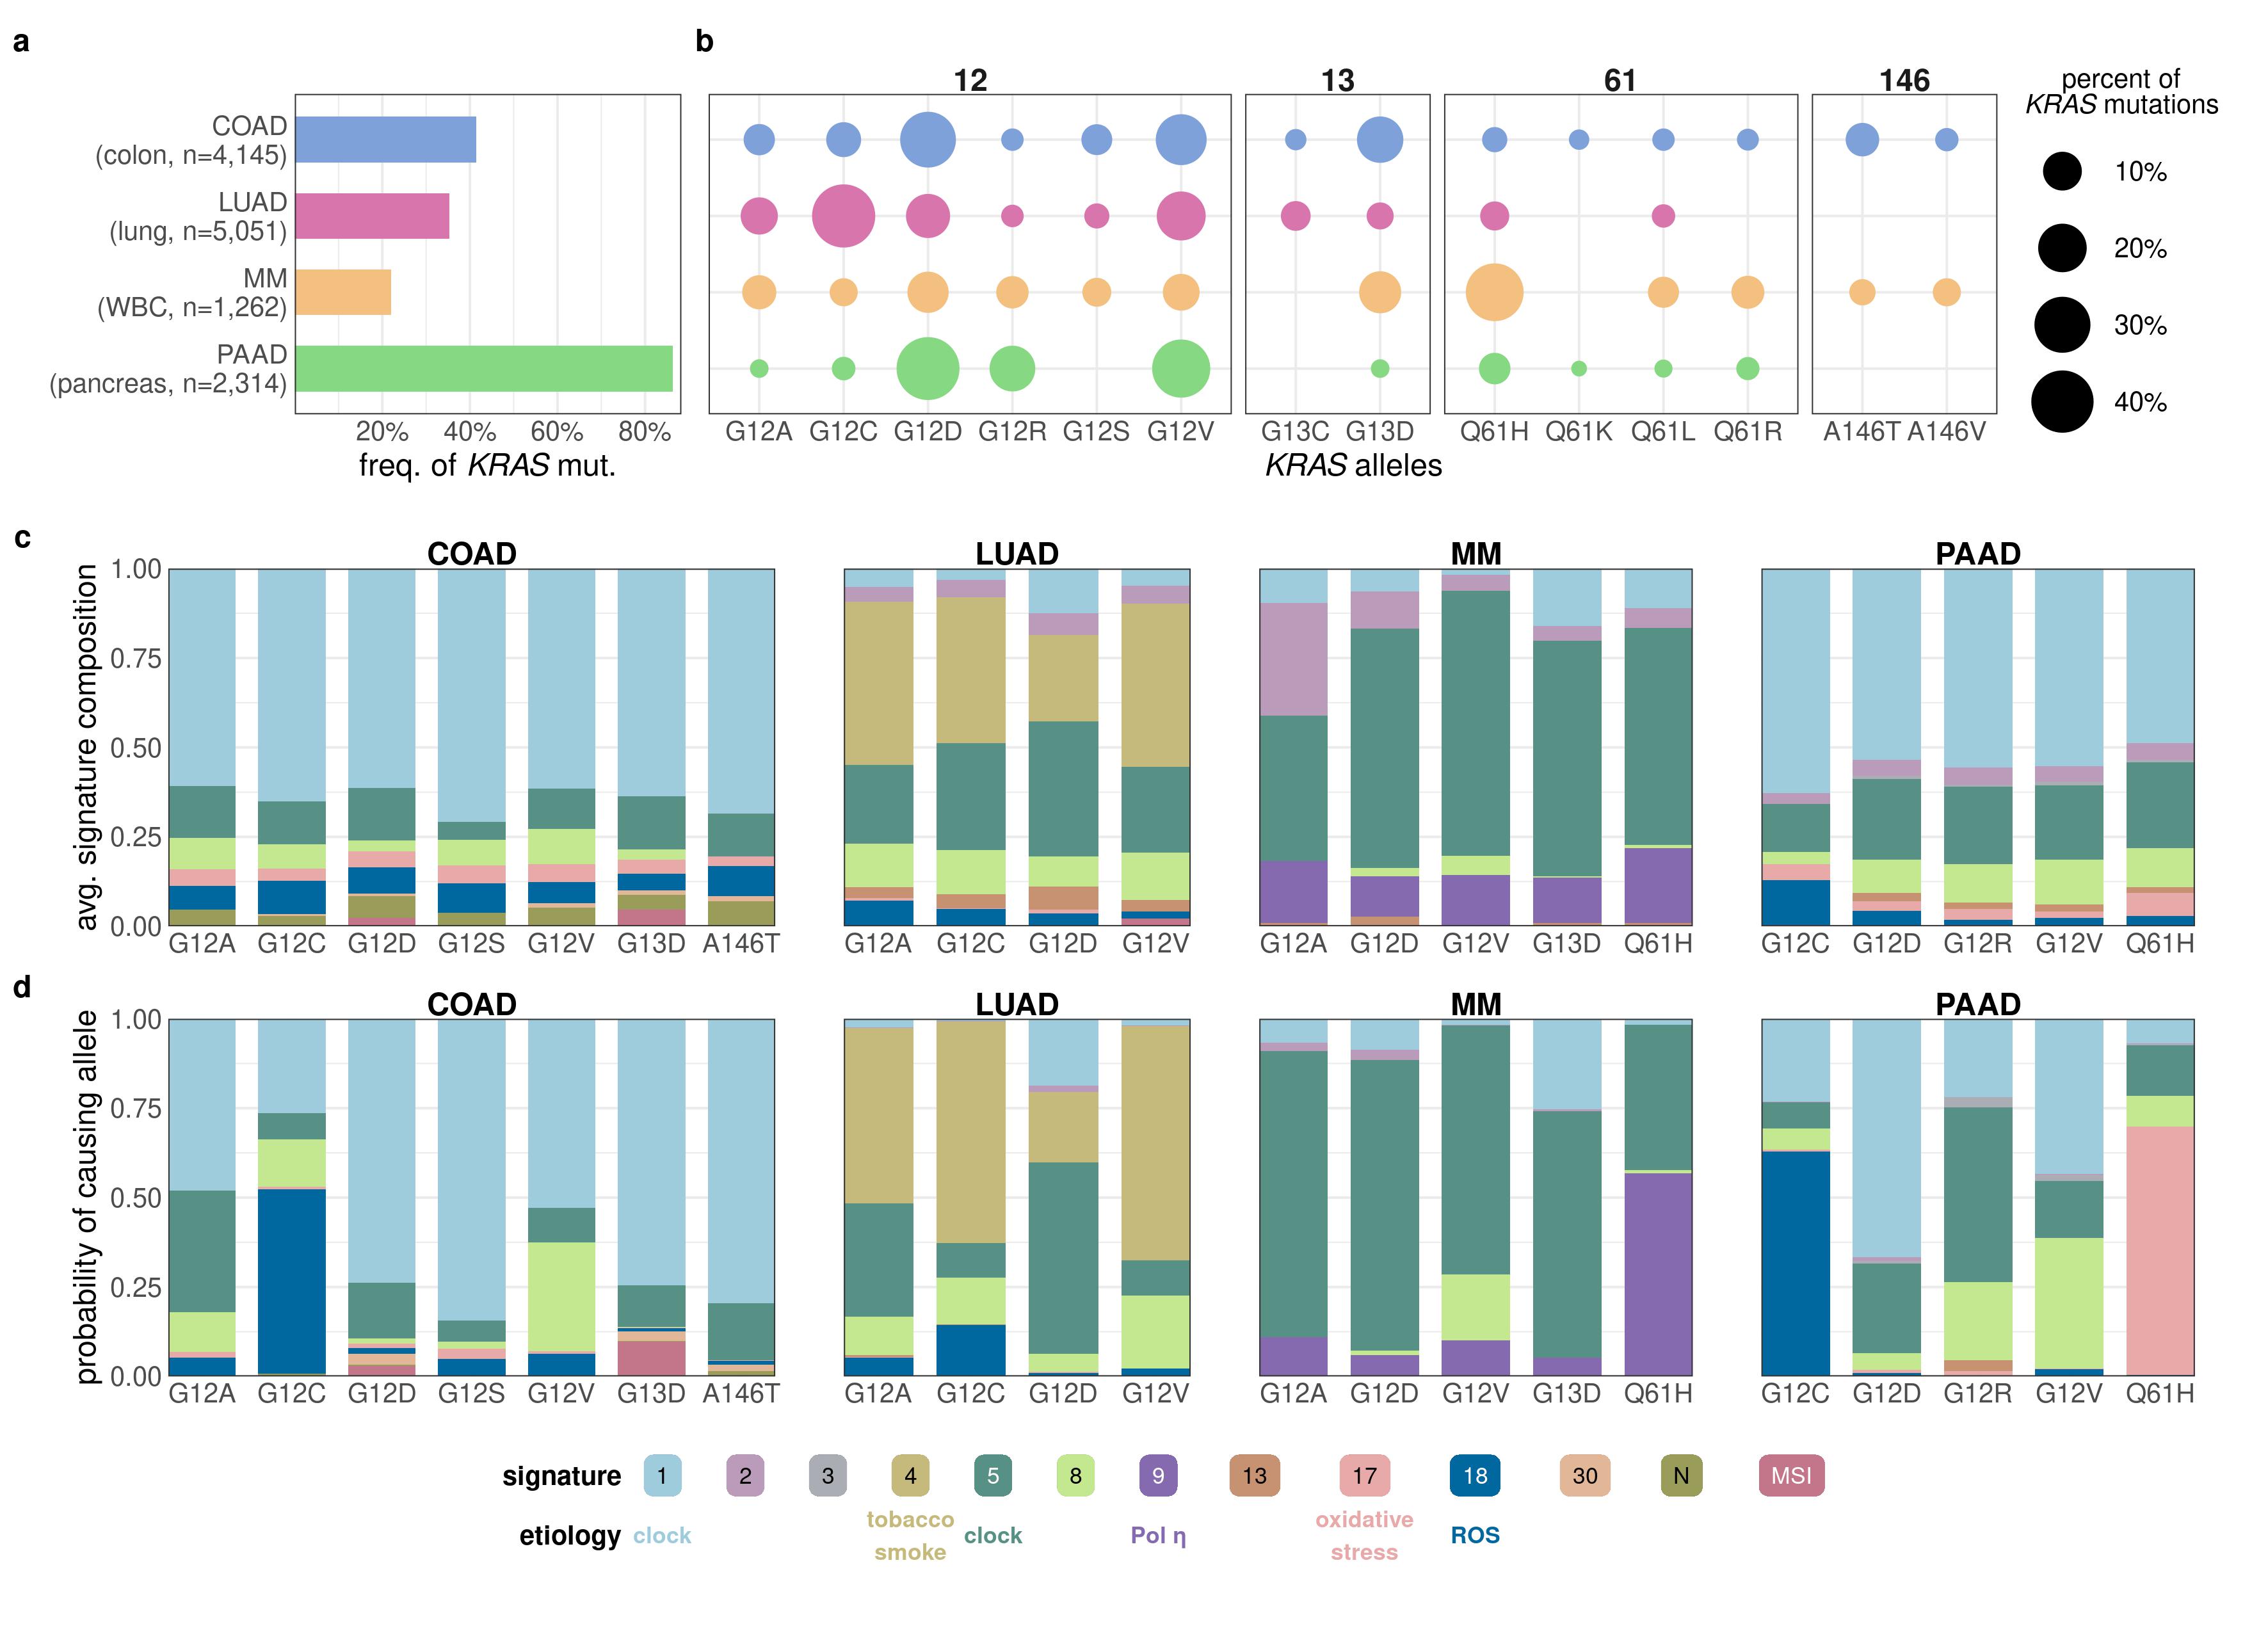 a
COAD
(colon, n=4,145)
LUAD
(lung, n=5,051)
MM
(WBC, n=1,262)
PAAD
(pancreas, n=2,314)
20% 40% 60% 80%
freq. of KRAS mut.
b
12 13 61 146
G12A G12C G12D G12R G12S G12V G13C G13D Q61H Q61K Q61L Q61R A146T A146V
KRAS alleles
percent of
KRAS mutations
10%
20%
30%
40%
c
COAD LUAD MM PAAD
avg. signature composition
1.00
0.75
0.50
0.25
0.00
G12A G12C G12D G12S G12V G13D A146T G12A G12C G12D G12V G12A G12D G12V G13D Q61H G12C G12D G12R G12V Q61H
d
COAD LUAD MM PAAD
probability of causing allele
1.00
0.75
0.50
0.25
0.00
G12A G12C G12D G12S G12V G13D A146T G12A G12C G12D G12V G12A G12D G12V G13D Q61H G12C G12D G12R G12V Q61H
signature 1 2 3 4 5 8 9 13 17 18 30 N MSI
etiology clock tobacco smoke clock Pol η oxidative stress ROS